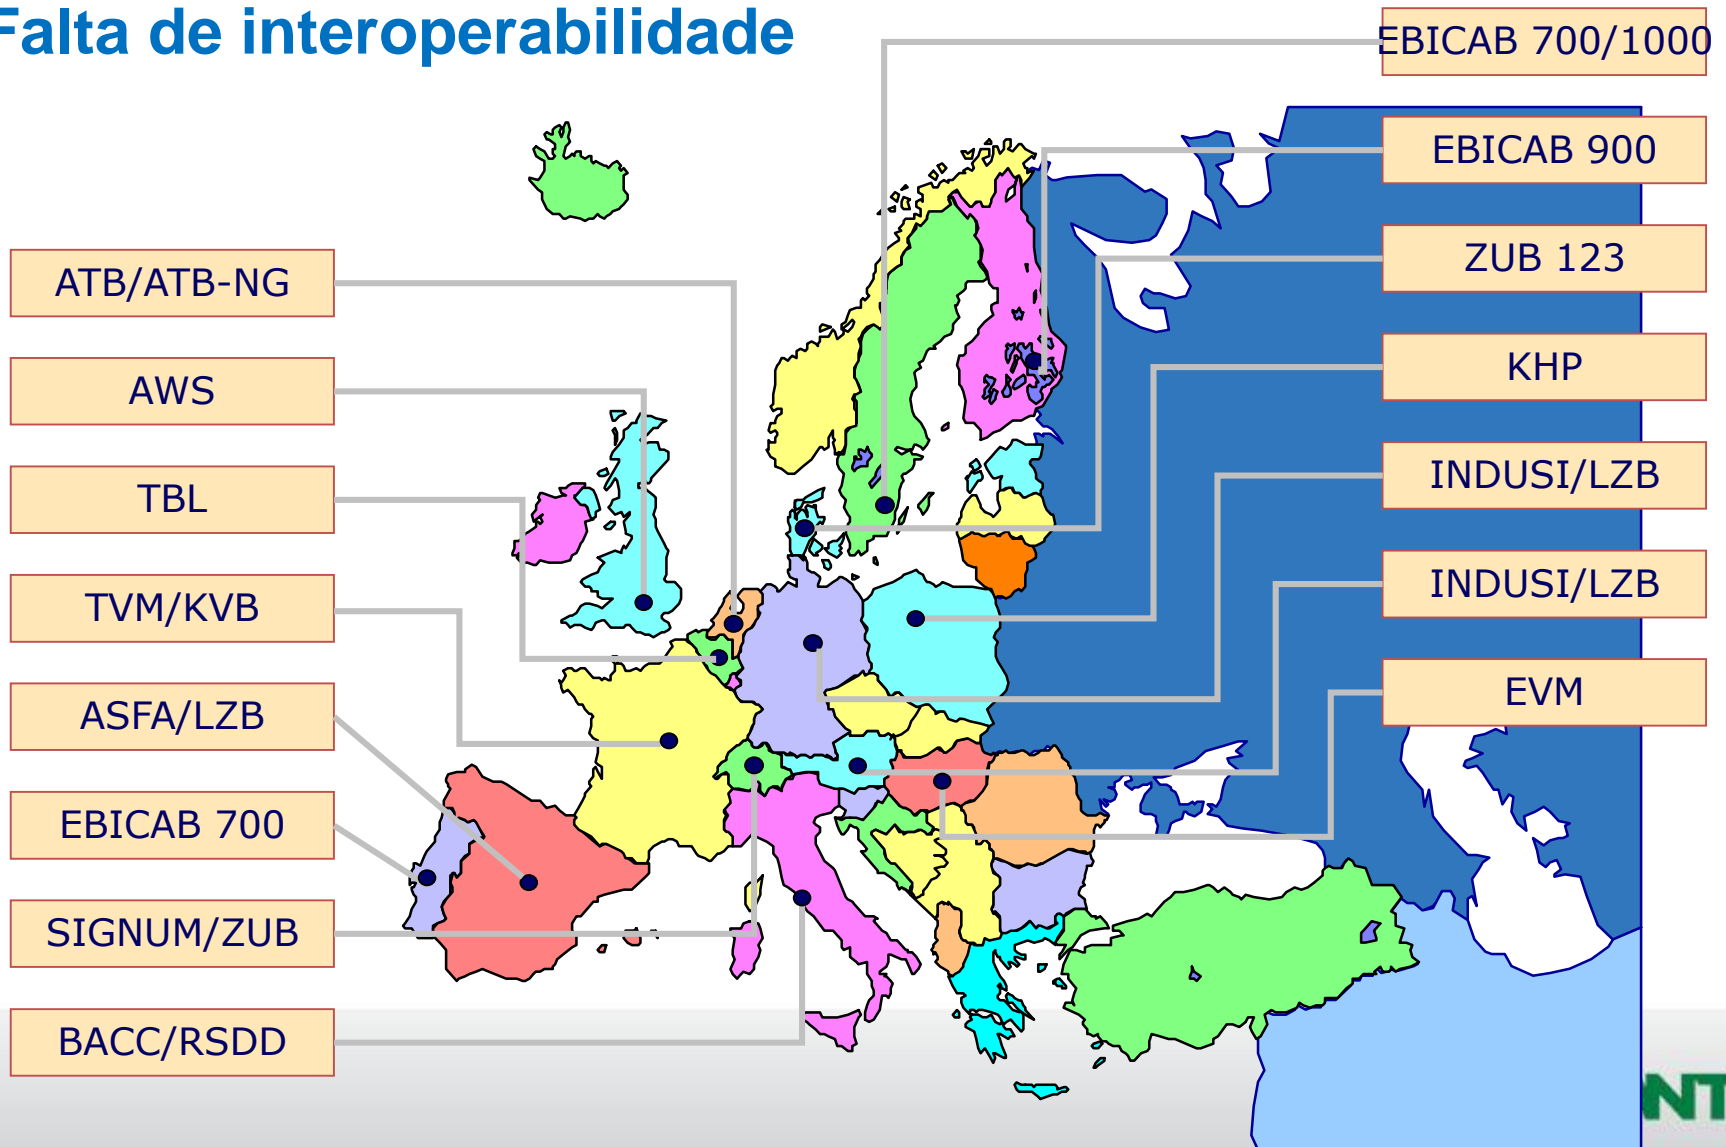 Falta de interoperabilidade
EBICAB 700/1000
EBICAB 900
ZUB 123
KHP
INDUSI/LZB
INDUSI/LZB
EVM
ATB/ATB-NG
AWS
TBL
TVM/KVB
ASFA/LZB
EBICAB 700
SIGNUM/ZUB
BACC/RSDD
NT